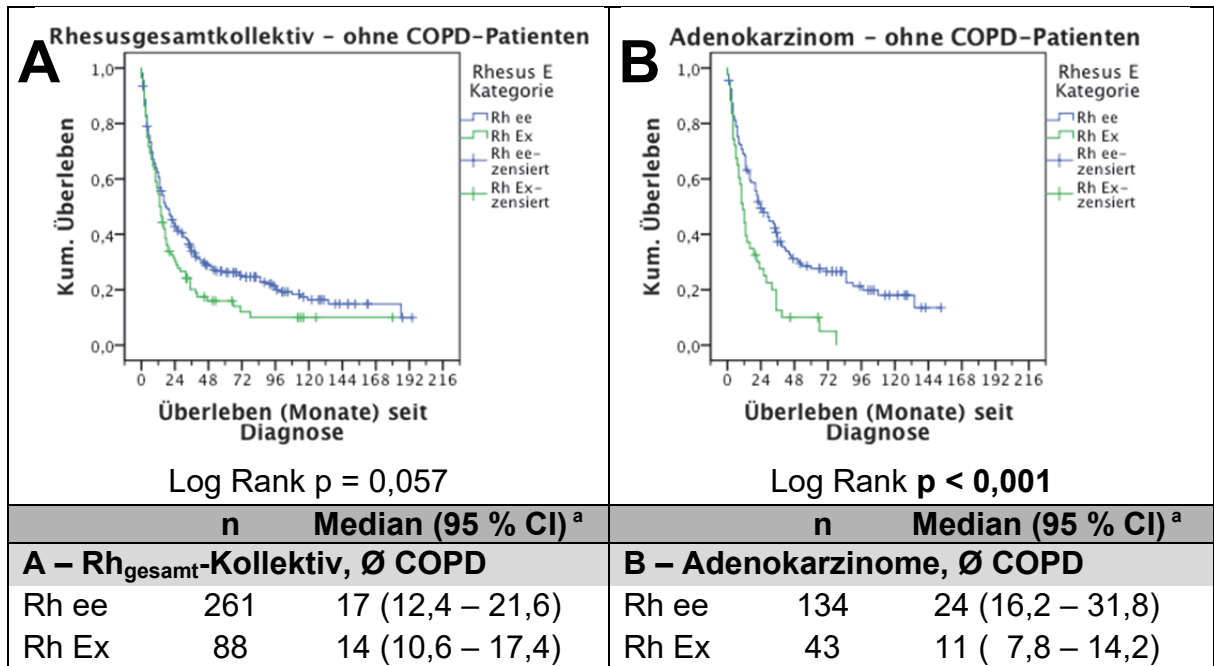 A
Rhesusgesamtkollektiv – ohne COPD-Patienten
Kum. Überleben
1,0
0,8
0,6
0,4
0,2
0,0
0 24 48 72 96 120 144 168 192 216
Überleben (Monate) seit
Diagnose
Rhesus E
Kategorie
Rh ee
Rh Ex
Rh ee-
zensiert
Rh Ex-
zensiert
Log Rank p = 0,057
B
Adenokarzinom – ohne COPD-Patienten
Kum. Überleben
1,0
0,8
0,6
0,4
0,2
0,0
0 24 48 72 96 120 144 168 192 216
Überleben (Monate) seit
Diagnose
Rhesus E
Kategorie
Rh ee
Rh Ex
Rh ee-
zensiert
Rh Ex-
zensiert
Log Rank p < 0,001
n Median (95 % CI) a
A – Rhgesamt-Kollektiv, Ø COPD
Rh ee 261 17 (12,4 – 21,6)
Rh Ex 88 14 (10,6 – 17,4)
n Median (95 % CI) a
B – Adenokarzinome, Ø COPD
Rh ee 134 24 (16,2 – 31,8)
Rh Ex 43 11 ( 7,8 – 14,2)